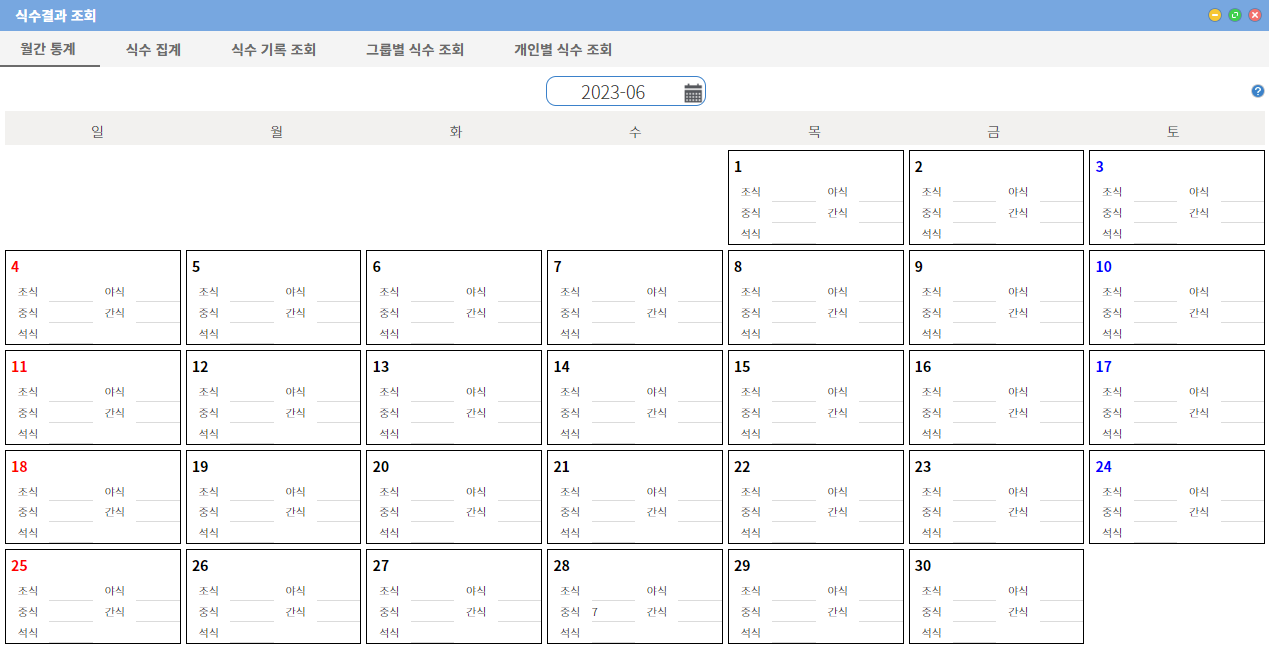 식수결과 조회
월간 통계 식수 집계 식수 기록 조회 그룹별 식수 조회 개인별 식수 조회
2023-06
?
일 월 화 수 목 금 토
1 2 3
조식 야식 조식 야식 조식 야식
중식 간식 중식 간식 중식 간식
석식 석식 석식
4 5 6 7 8 9 10
조식 야식 조식 야식 조식 야식 조식 야식 조식 야식 조식 야식 조식 야식
중식 간식 중식 간식 중식 간식 중식 간식 중식 간식 중식 간식 중식 간식
석식 석식 석식 석식 석식 석식 석식
11 12 13 14 15 16 17
조식 야식 조식 야식 조식 야식 조식 야식 조식 야식 조식 야식 조식 야식
중식 간식 중식 간식 중식 간식 중식 간식 중식 간식 중식 간식 중식 간식
석식 석식 석식 석식 석식 석식 석식
18 19 20 21 22 23 24
조식 야식 조식 야식 조식 야식 조식 야식 조식 야식 조식 야식 조식 야식
중식 간식 중식 간식 중식 간식 중식 간식 중식 간식 중식 간식 중식 간식
석식 석식 석식 석식 석식 석식 석식
25 26 27 28 29 30
조식 야식 조식 야식 조식 야식 조식 야식 조식 야식 조식 야식
중식 간식 중식 간식 중식 간식 중식 7 간식 중식 간식 중식 간식
석식 석식 석식 석식 석식 석식